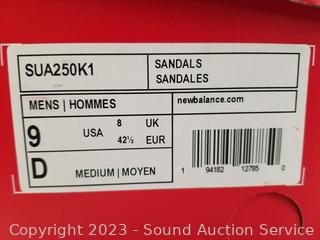 SUA250K1
SANDALS
SANDALES
MENS | HOMMES
newbalance.com
9 USA 8 UK
42½ EUR
D MEDIUM | MOYEN
1 94182 12785 0
Copyright 2023 - Sound Auction Service